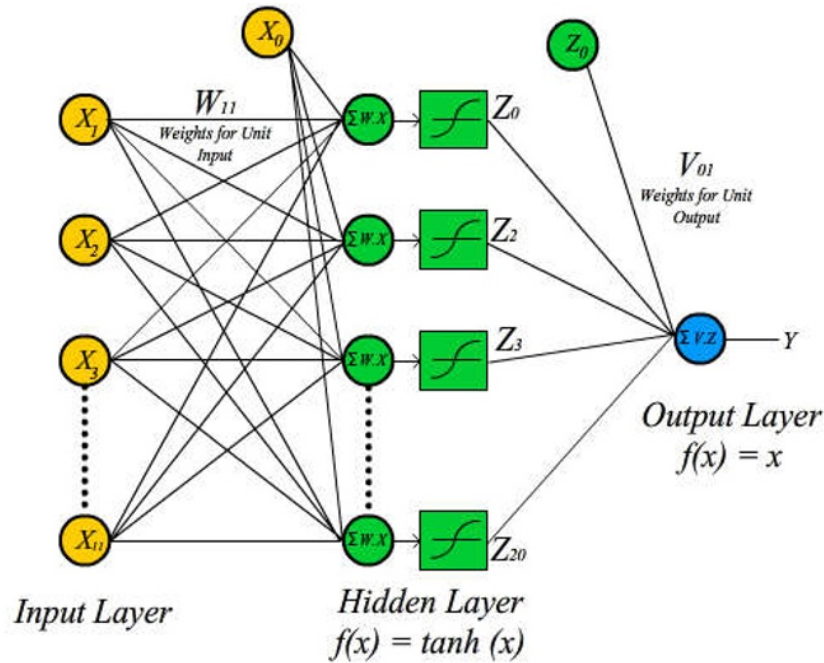 X0
Z0
X1
W11
Weights for Unit
Input
ΣW.X
Z0
V01
Weights for Unit
Output
X2
ΣW.X
Z2
X3
ΣW.X
Z3
ΣV.Z
Y
Output Layer
f(x) = x
X11
ΣW.X
Z20
Input Layer
Hidden Layer
f(x) = tanh (x)